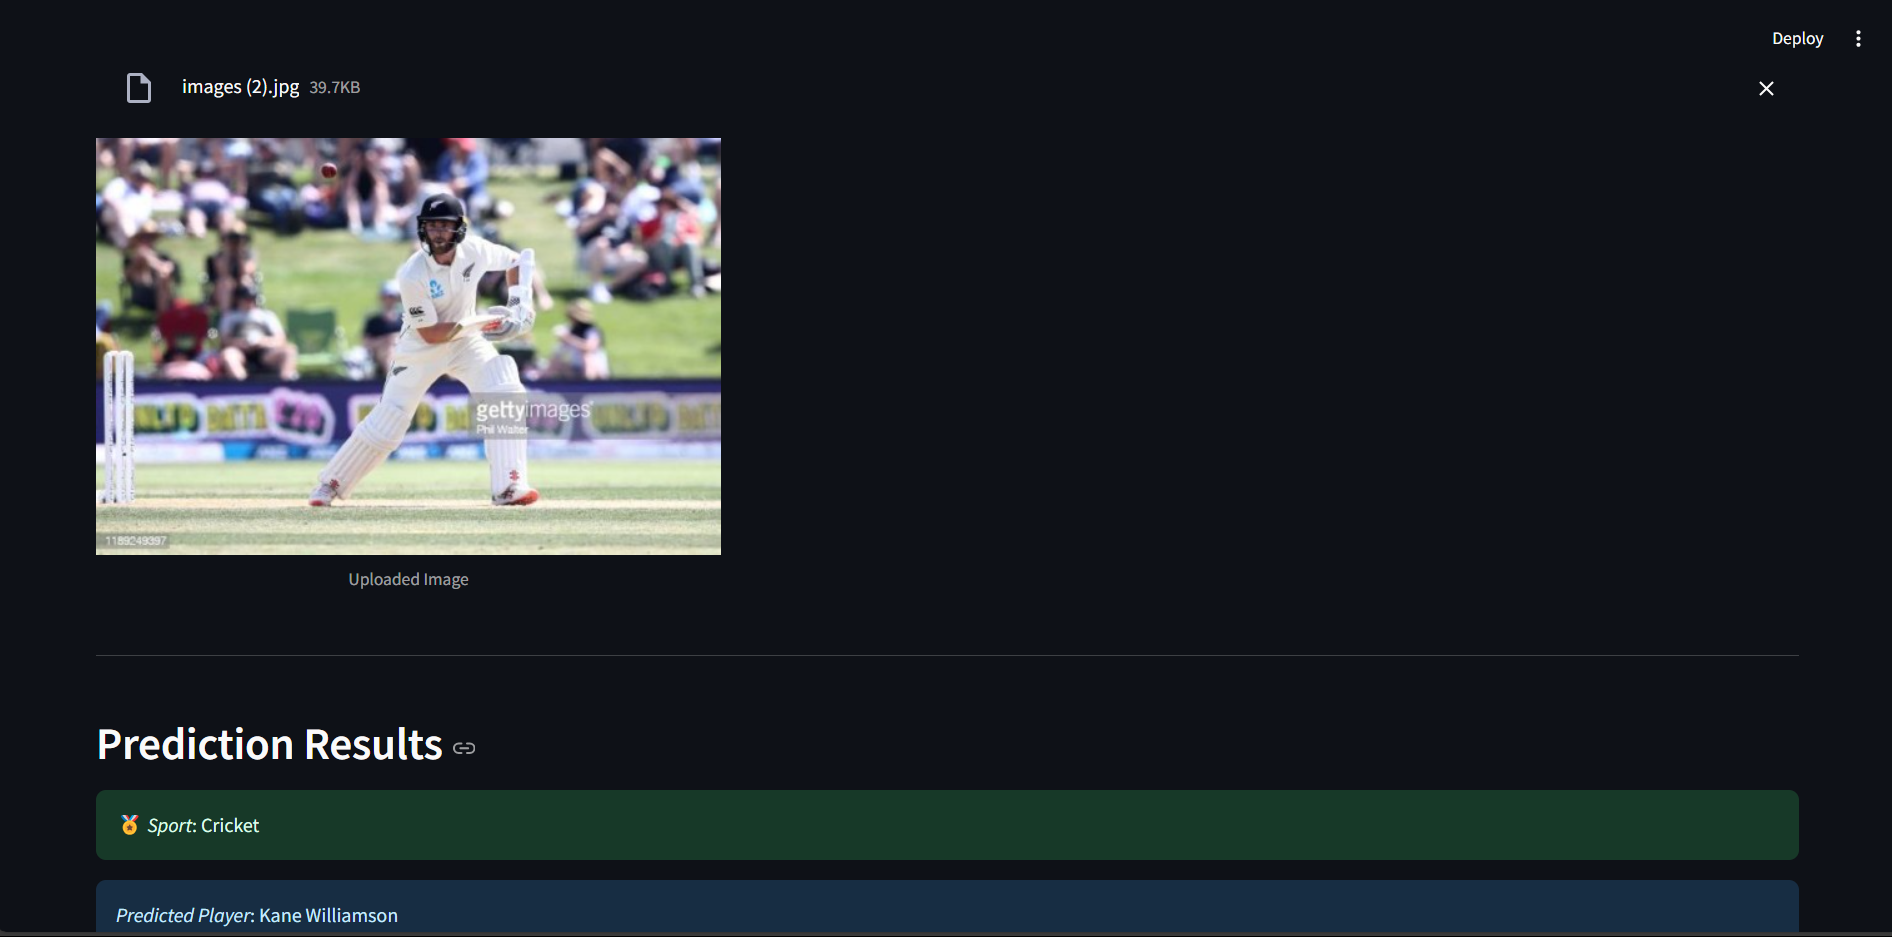 Deploy
images (2).jpg 39.7KB
gettyimages
Phil Walter
1189249397
Uploaded Image
Prediction Results
Sport: Cricket
Predicted Player: Kane Williamson